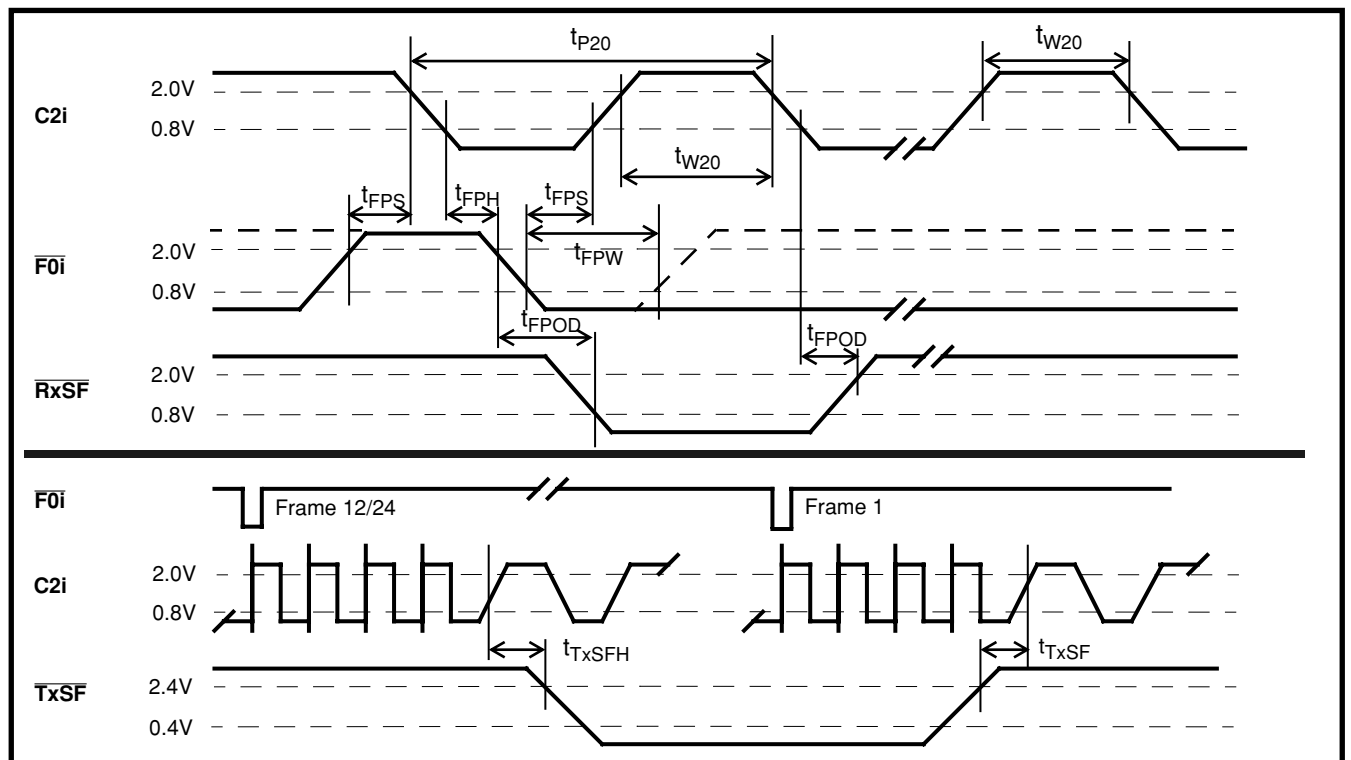 tP20
tW20
2.0V
C2i
0.8V
tW20
tFPS
tFPH
tFPS
2.0V
tFPW
F0i
0.8V
tFPOD
tFPOD
2.0V
RxSF
0.8V
F0i
Frame 12/24
Frame 1
C2i
2.0V
0.8V
tTxSFH
tTxSF
TxSF
2.4V
0.4V